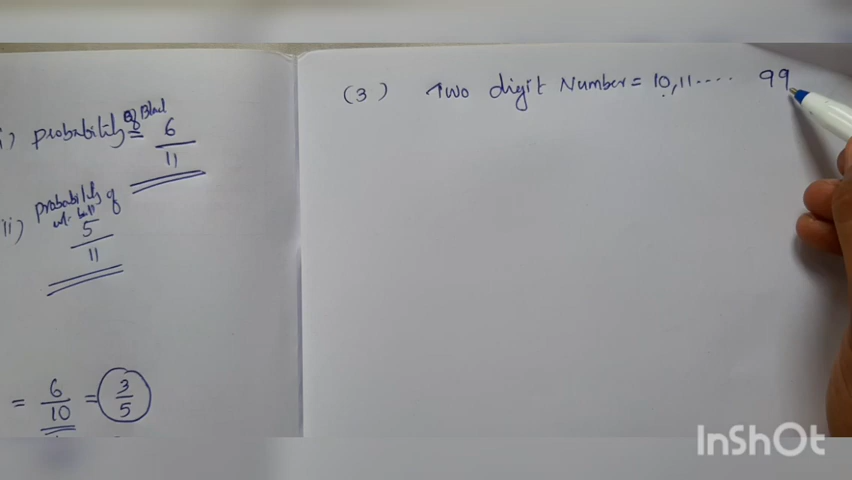 i) probability of Black
= 6/11
ii) probability of
5/11
= 6/10 = 3/5
(3) Two digit Number = 10, 11 .... 99
InShOt